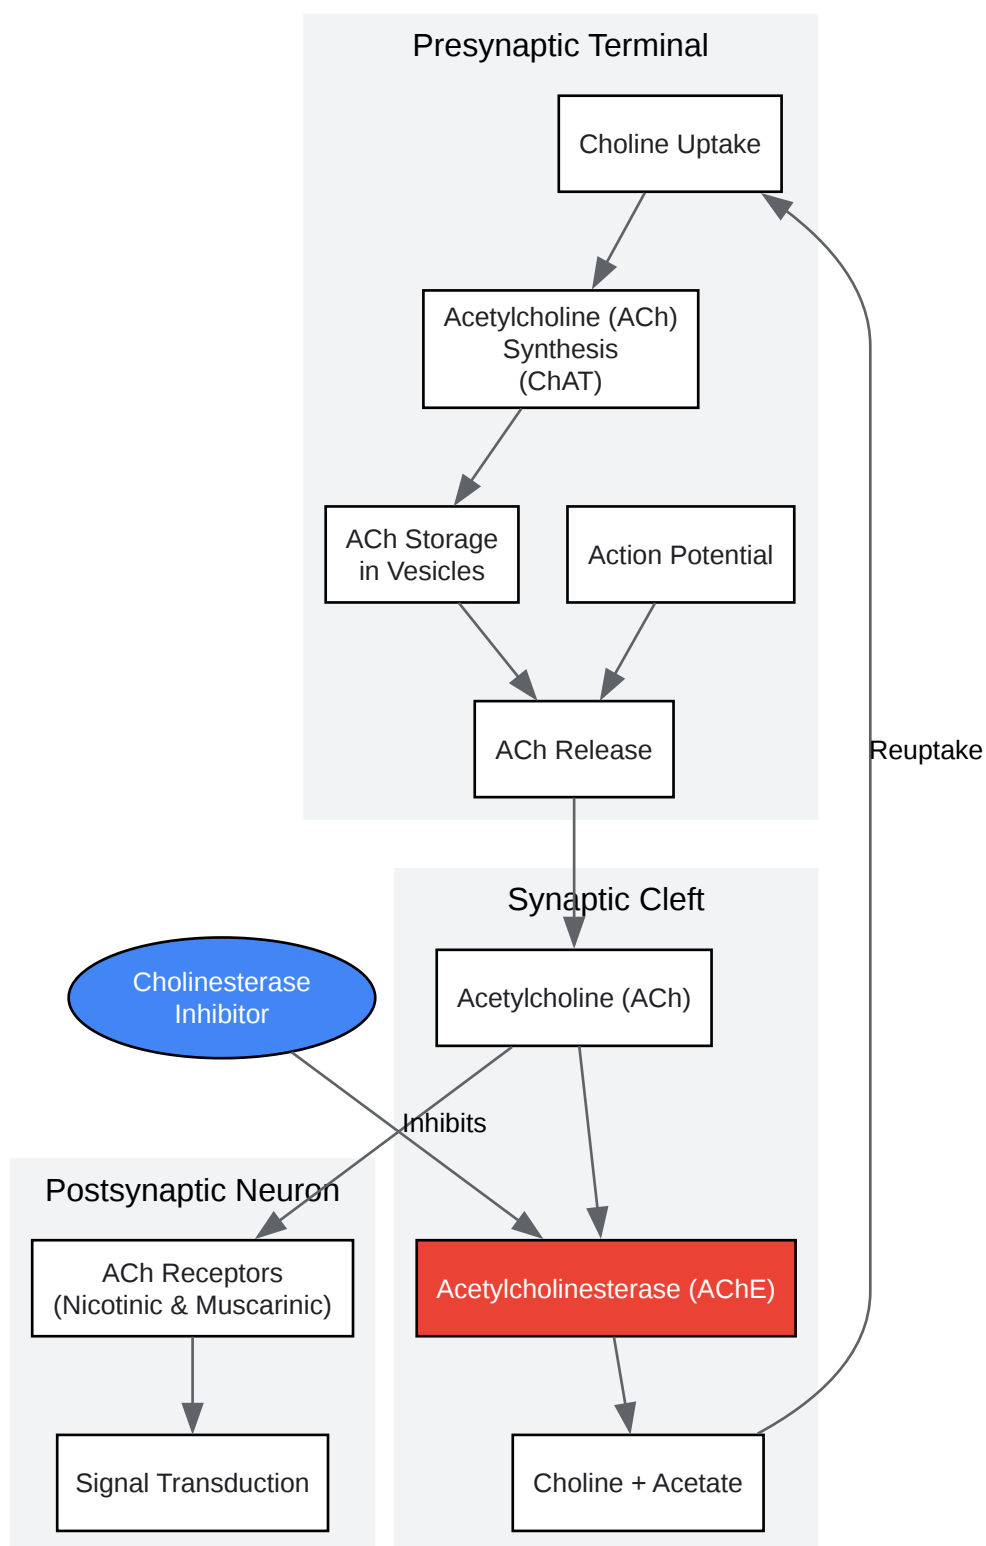 Presynaptic Terminal
Choline Uptake
Acetylcholine (ACh)
Synthesis
(ChAT)
ACh Storage
in Vesicles
Action Potential
ACh Release
Reuptake
Synaptic Cleft
Cholinesterase
Inhibitor
Acetylcholine (ACh)
Inhibits
Postsynaptic Neuron
ACh Receptors
(Nicotinic & Muscarinic)
Acetylcholinesterase (AChE)
Signal Transduction
Choline + Acetate